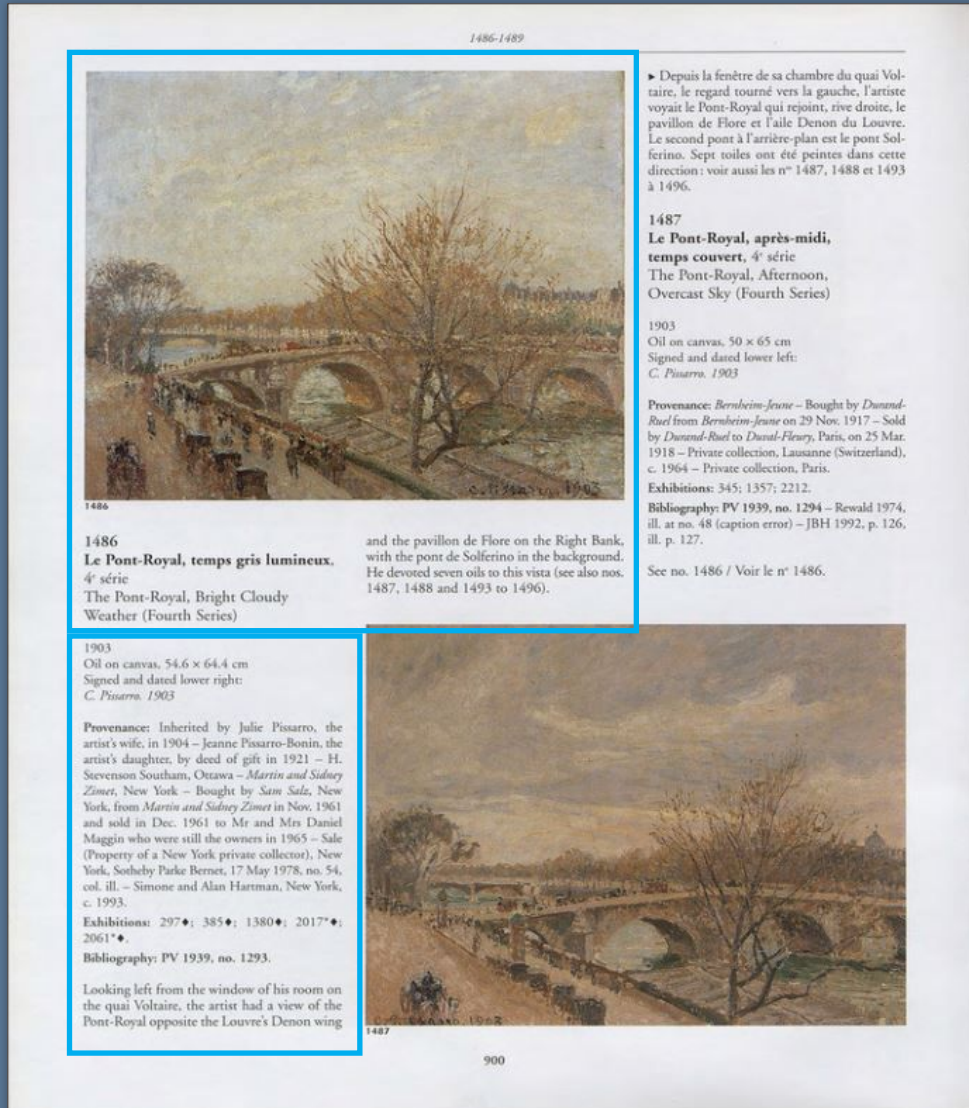 1486-1489
1486
1486
Le Pont-Royal, temps gris lumineux,
4e série
The Pont-Royal, Bright Cloudy
Weather (Fourth Series)
1903
Oil on canvas, 54.6 × 64.4 cm
Signed and dated lower right:
C. Pissarro. 1903
Provenance: Inherited by Julie Pissarro, the
artist's wife, in 1904 – Jeanne Pissarro-Bonin, the
artist's daughter, by deed of gift in 1921 – H.
Stevenson Southam, Ottawa – Martin and Sidney
Zimet, New York – Bought by Sam Salz, New
York, from Martin and Sidney Zimet in Nov. 1961
and sold in Dec. 1961 to Mr and Mrs Daniel
Maggin who were still the owners in 1965 – Sale
(Property of a New York private collector), New
York, Sotheby Parke Bernet, 17 May 1978, no. 54,
col. ill. – Simone and Alan Hartman, New York,
c. 1993.
Exhibitions: 297♦; 385♦; 1380♦; 2017*♦;
2061*♦.
Bibliography: PV 1939, no. 1293.
Looking left from the window of his room on
the quai Voltaire, the artist had a view of the
Pont-Royal opposite the Louvre's Denon wing
and the pavillon de Flore on the Right Bank,
with the pont de Solferino in the background.
He devoted seven oils to this vista (see also nos.
1487, 1488 and 1493 to 1496).
► Depuis la fenêtre de sa chambre du quai Vol-
taire, le regard tourné vers la gauche, l'artiste
voyait le Pont-Royal qui rejoint, rive droite, le
pavillon de Flore et l'aile Denon du Louvre.
Le second pont à l'arrière-plan est le pont Sol-
ferino. Sept toiles ont été peintes dans cette
direction : voir aussi les nos 1487, 1488 et 1493
à 1496.
1487
Le Pont-Royal, après-midi,
temps couvert, 4e série
The Pont-Royal, Afternoon,
Overcast Sky (Fourth Series)
1903
Oil on canvas, 50 × 65 cm
Signed and dated lower left:
C. Pissarro. 1903
Provenance: Bernheim-Jeune – Bought by Durand-
Ruel from Bernheim-Jeune on 29 Nov. 1917 – Sold
by Durand-Ruel to Duval-Fleury, Paris, on 25 Mar.
1918 – Private collection, Lausanne (Switzerland),
c. 1964 – Private collection, Paris.
Exhibitions: 345; 1357; 2212.
Bibliography: PV 1939, no. 1294 – Rewald 1974,
ill. at no. 48 (caption error) – JBH 1992, p. 126,
ill. p. 127.
See no. 1486 / Voir le n° 1486.
C. Pissarro. 1903
1903
1487
900